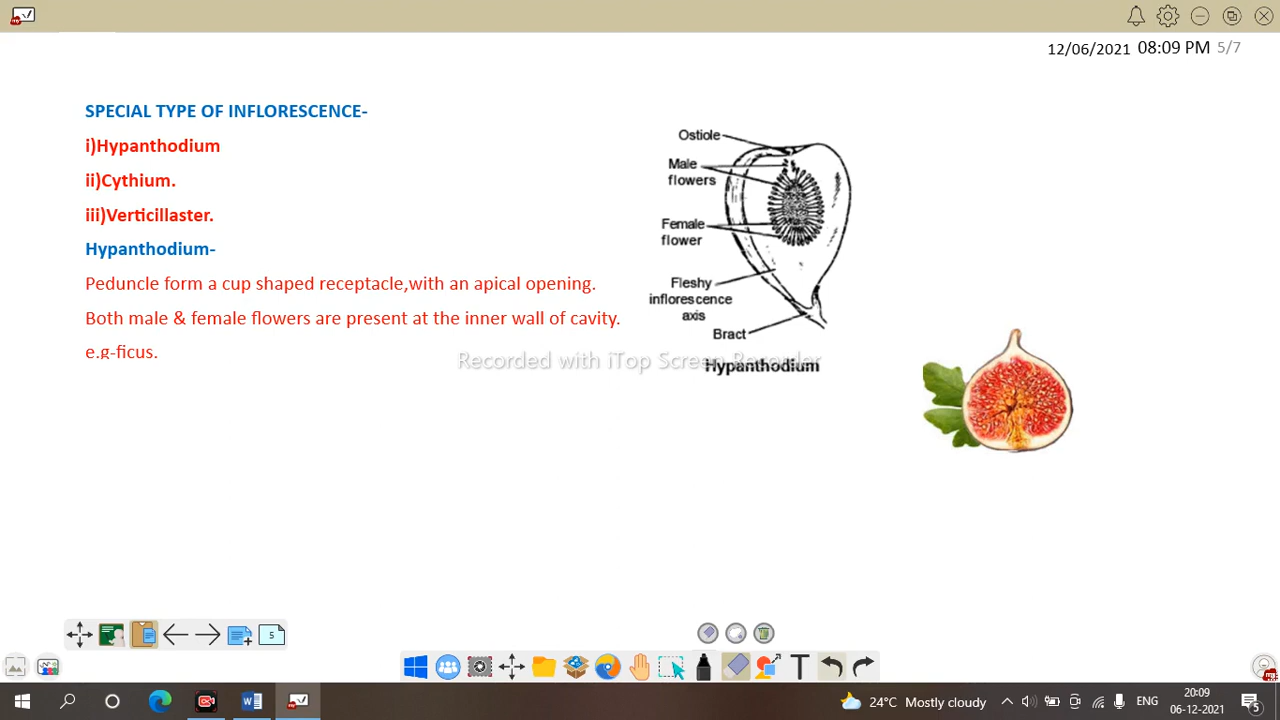 12/06/2021 08:09 PM 5/7
SPECIAL TYPE OF INFLORESCENCE-
i)Hypanthodium
ii)Cythium.
iii)Verticillaster.
Hypanthodium-
Peduncle form a cup shaped receptacle,with an apical opening.
Both male & female flowers are present at the inner wall of cavity.
e.g-ficus.
Ostiole
Male
flowers
Female
flower
Fleshy
inflorescence
axis
Bract
Hypanthodium
Recorded with iTop Screen Recorder
5
T
24°C Mostly cloudy
ENG
20:09
06-12-2021
5